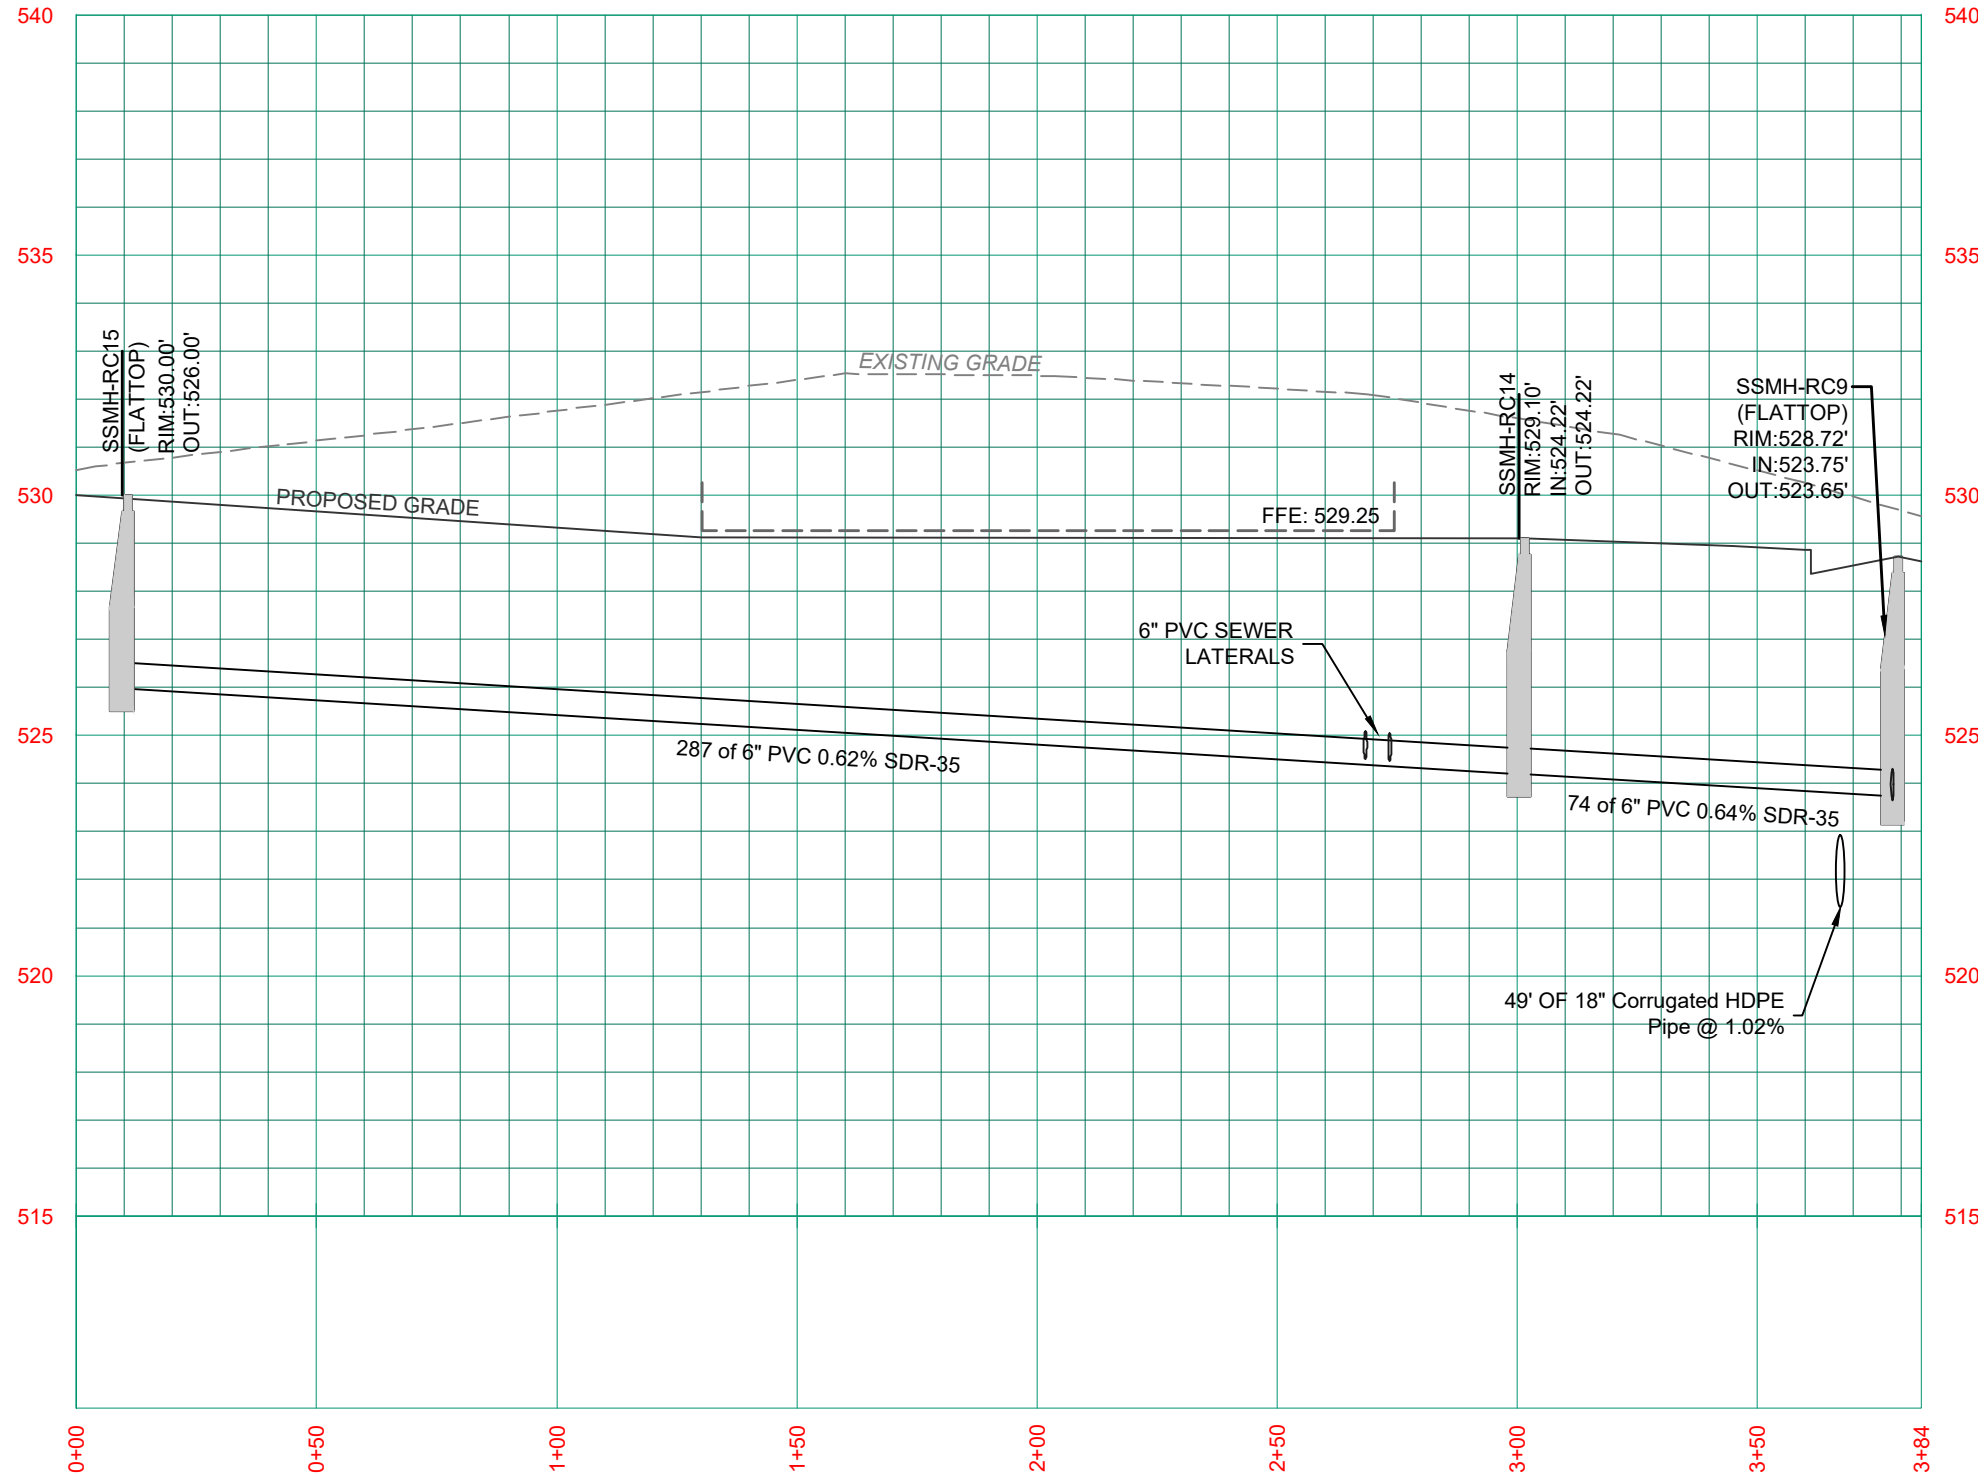 540
540
535
535
SSMH-RC15
(FLATTOP)
RIM:530.00'
OUT:526.00'
EXISTING GRADE
SSMH-RC14
RIM:529.10'
IN:524.22'
OUT:524.22'
SSMH-RC9
(FLATTOP)
RIM:528.72'
IN:523.75'
OUT:523.65'
530
530
PROPOSED GRADE
FFE: 529.25
6" PVC SEWER
LATERALS
525
525
287 of 6" PVC 0.62% SDR-35
74 of 6" PVC 0.64% SDR-35
520
520
49' OF 18" Corrugated HDPE
Pipe @ 1.02%
515
515
0+00
0+50
1+00
1+50
2+00
2+50
3+00
3+50
3+84